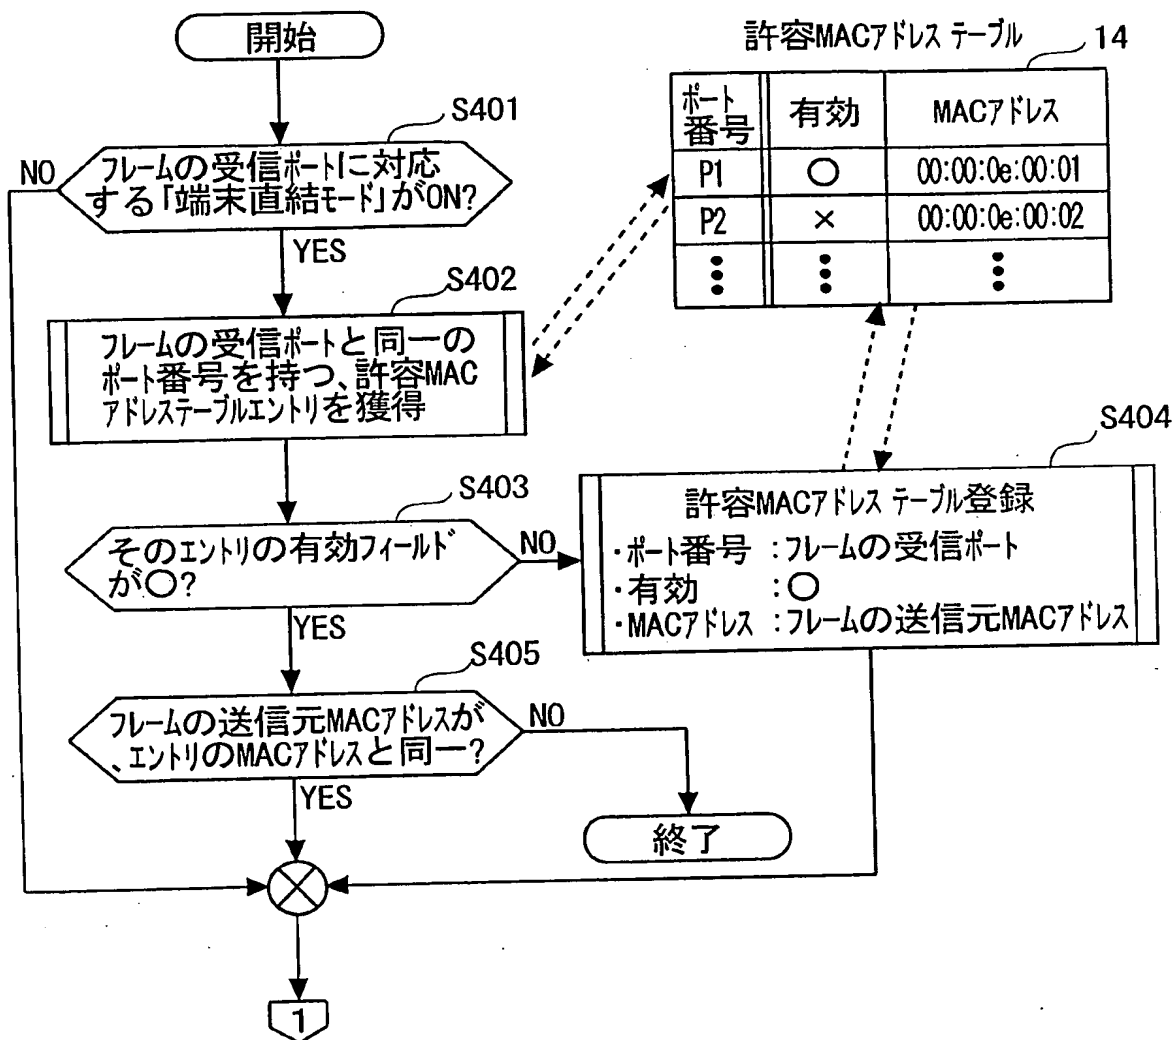 開始
許容MACアドレス テーブル
14
ポート
番号
有効
MACアドレス
P1
○
00:00:0e:00:01
P2
×
00:00:0e:00:02
S401
NO
フレームの受信ポートに対応
する「端末直結モード」がON?
YES
S402
フレームの受信ポートと同一の
ポート番号を持つ、許容MAC
アドレステーブルエントリを獲得
S403
そのエントリの有効フィールド
が○?
NO
YES
S404
許容MACアドレス テーブル登録
・ポート番号 :フレームの受信ポート
・有効 :○
・MACアドレス :フレームの送信元MACアドレス
S405
フレームの送信元MACアドレスが
、エントリのMACアドレスと同一?
NO
YES
終了
1